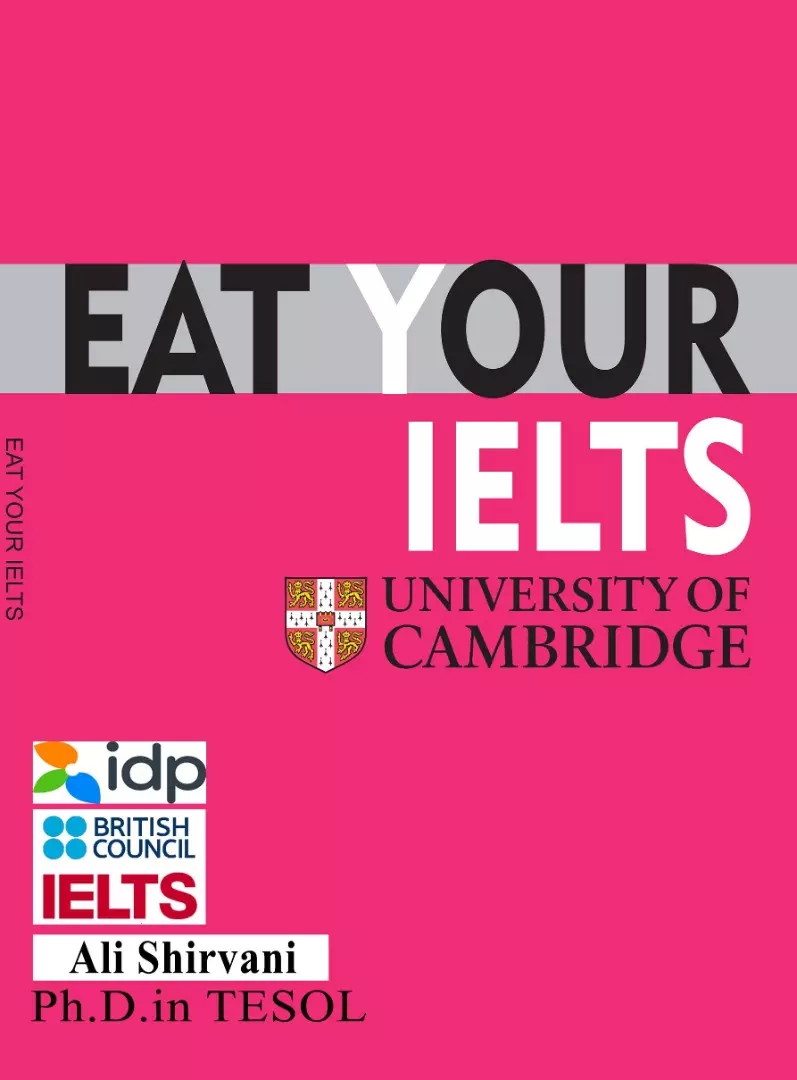 EAT YOUR
IELTS
EAT YOUR IELTS
UNIVERSITY OF
CAMBRIDGE
idp
BRITISH
COUNCIL
IELTS
Ali Shirvani
Ph.D.in TESOL